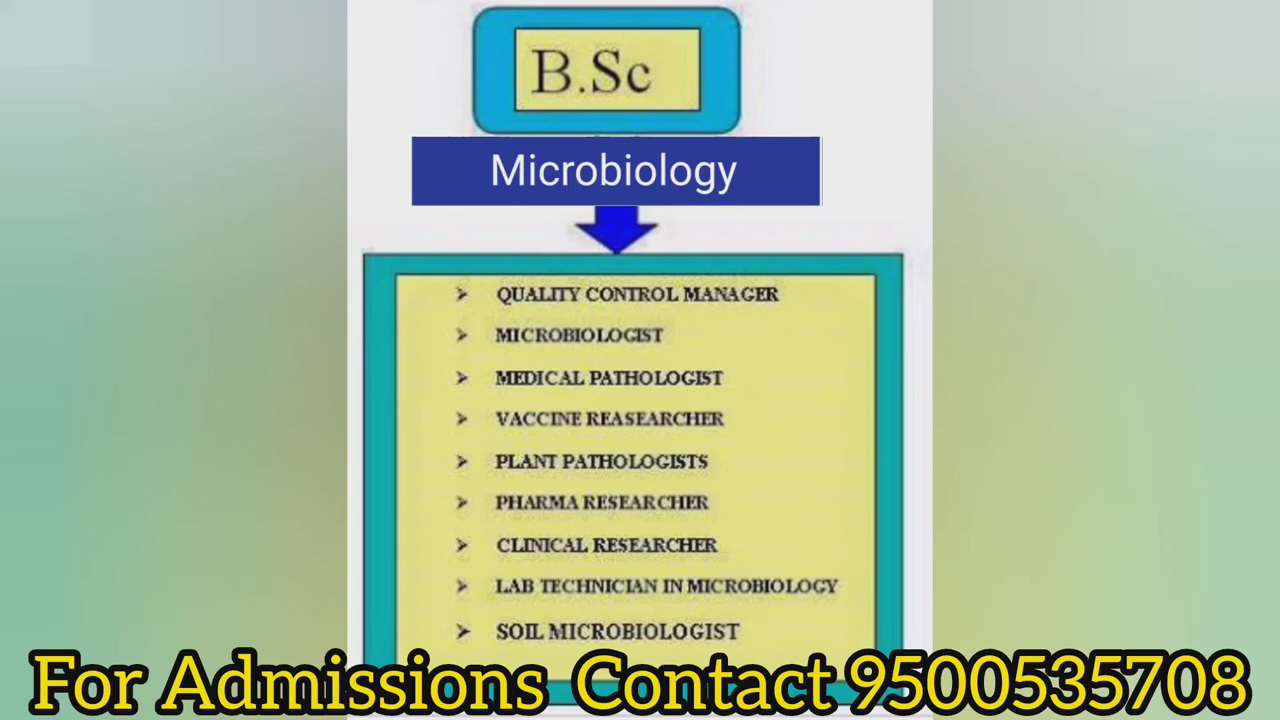 B.Sc
Microbiology
➢ QUALITY CONTROL MANAGER
➢ MICROBIOLOGIST
➢ MEDICAL PATHOLOGIST
➢ VACCINE REASEARCHER
➢ PLANT PATHOLOGISTS
➢ PHARMA RESEARCHER
➢ CLINICAL RESEARCHER
➢ LAB TECHNICIAN IN MICROBIOLOGY
➢ SOIL MICROBIOLOGIST
For Admissions Contact 9500535708